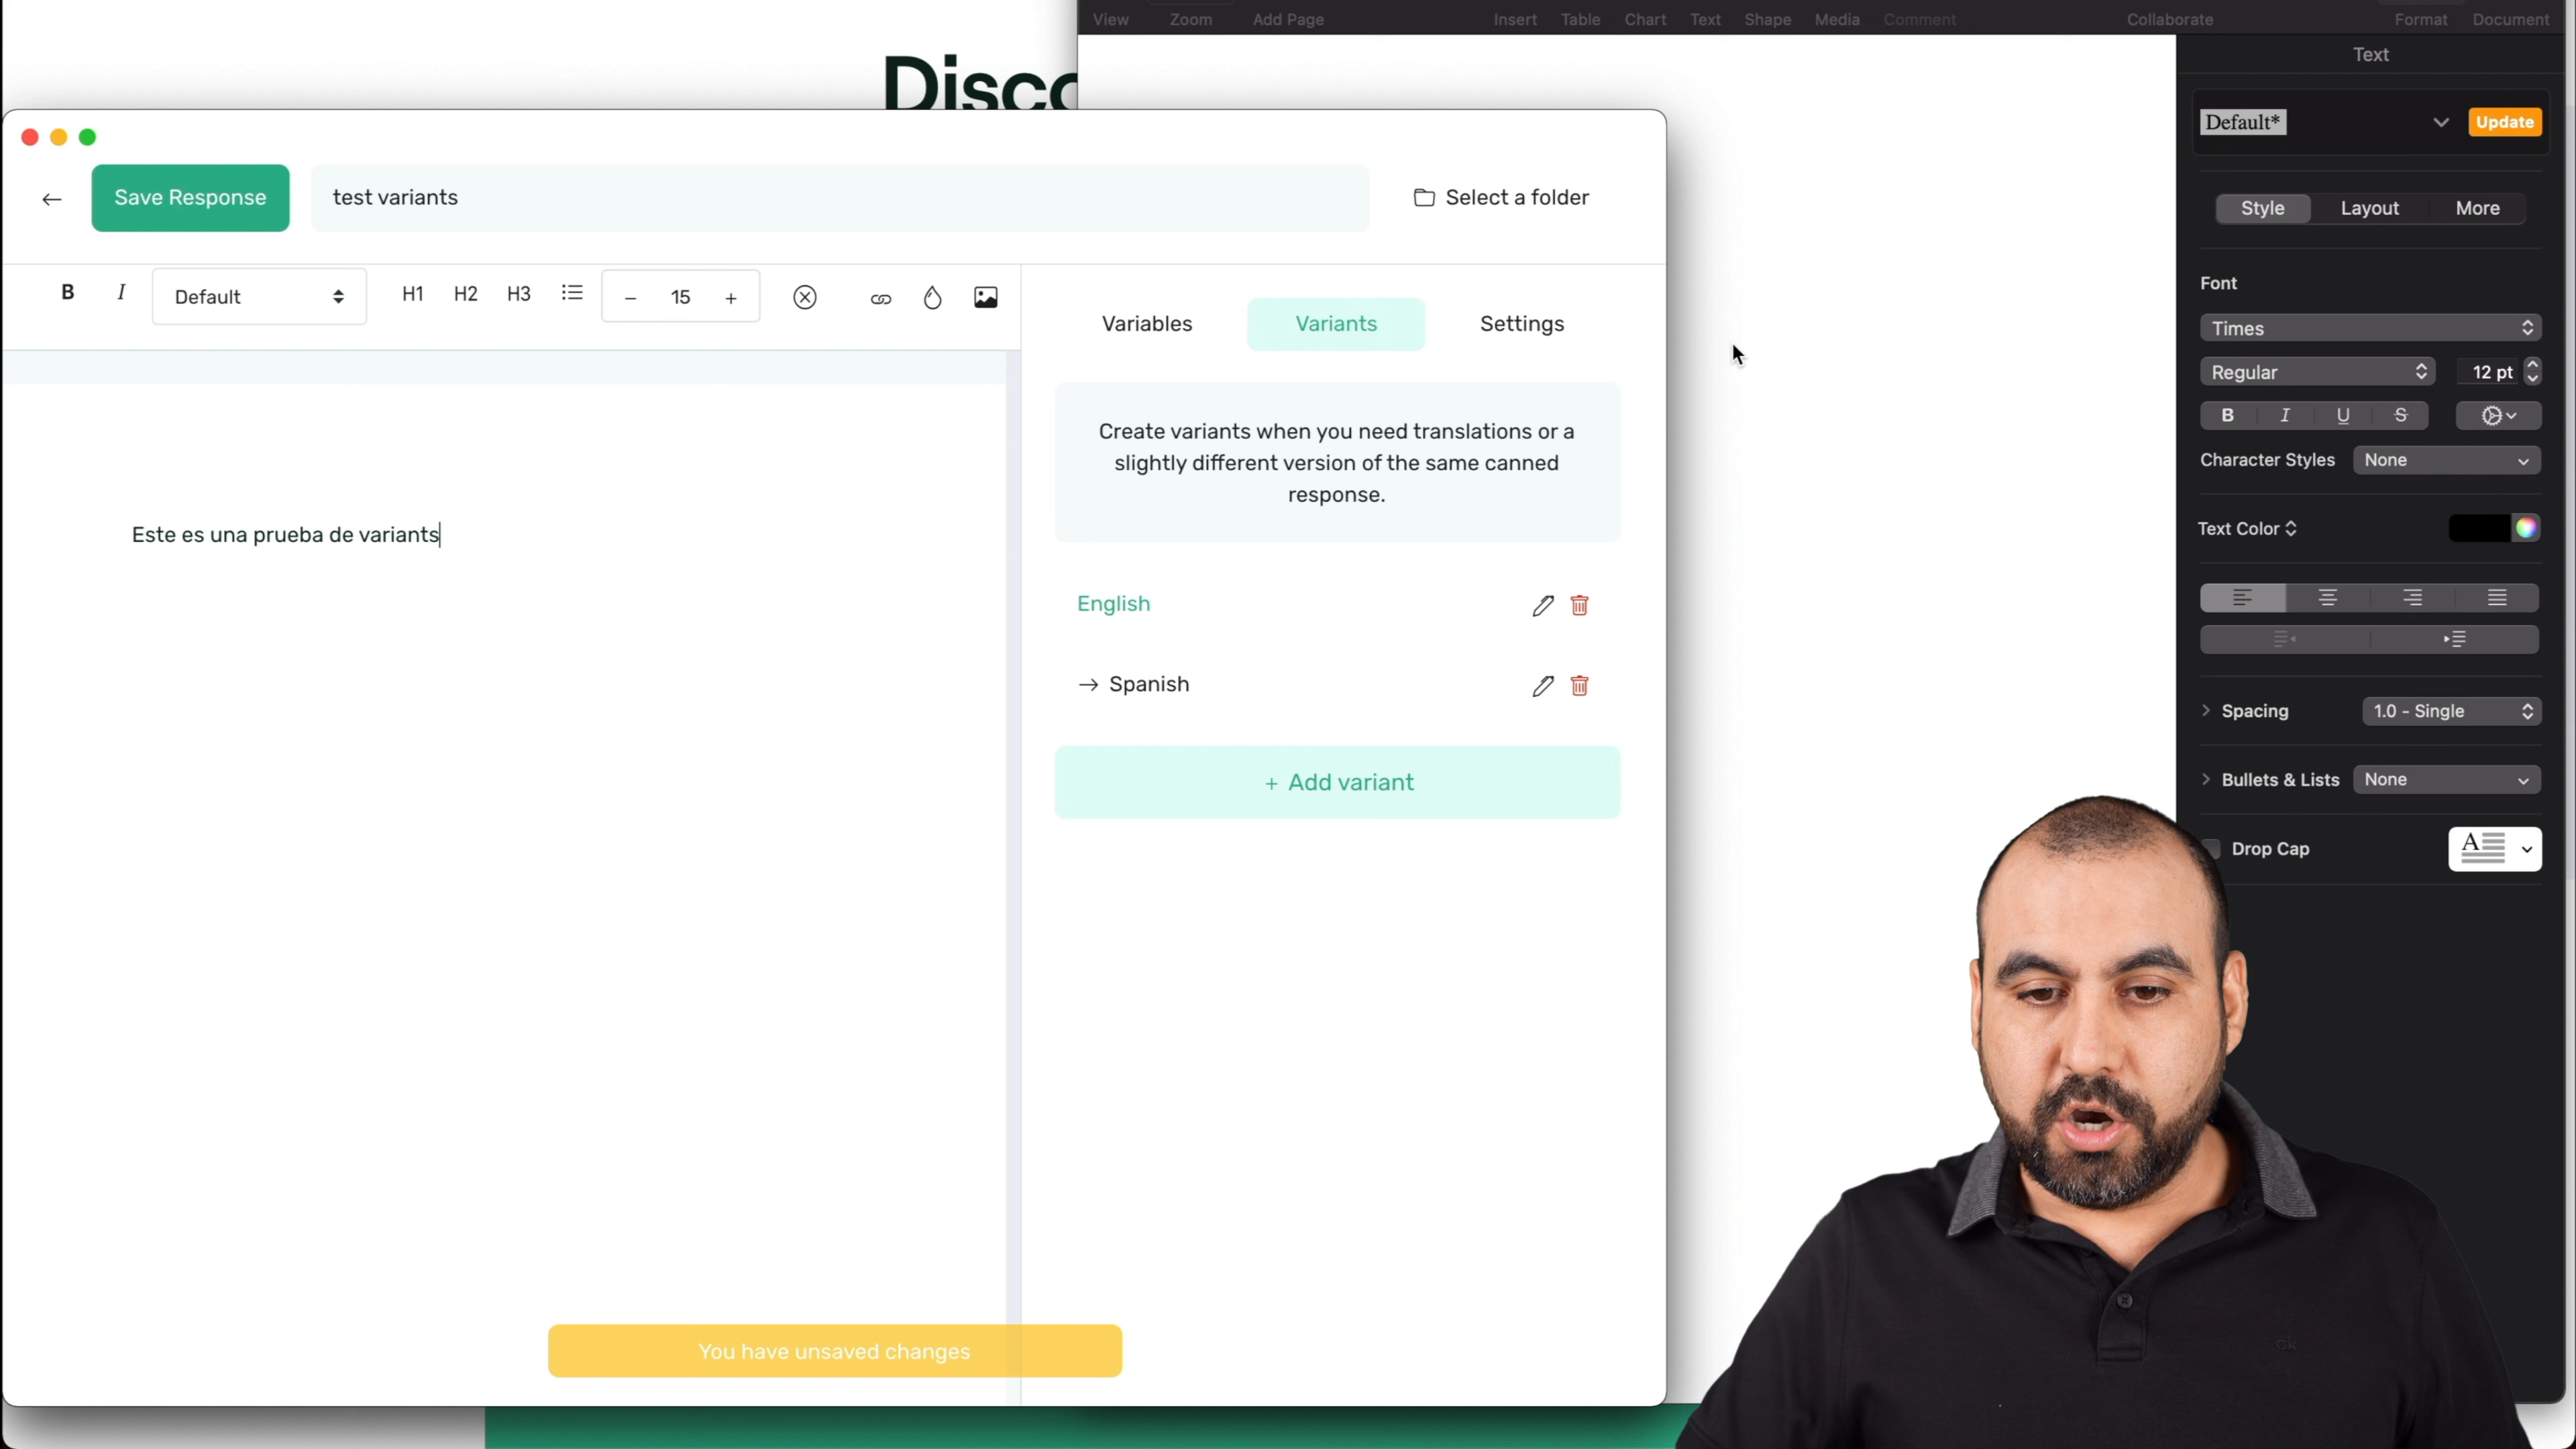 View Zoom Add Page Insert Table Chart Text Shape Media Comment Collaborate Format Document
Disco
Text
Default* Update
Save Response test variants Select a folder
Style Layout More
B I Default H1 H2 H3 – 15 +
Variables Variants Settings
Create variants when you need translations or a
slightly different version of the same canned
response.
Este es una prueba de variants
English
Spanish
+ Add variant
You have unsaved changes
Font
Times
Regular 12 pt
B I U S
Character Styles None
Text Color
Spacing 1.0 - Single
Bullets & Lists None
Drop Cap A
ck